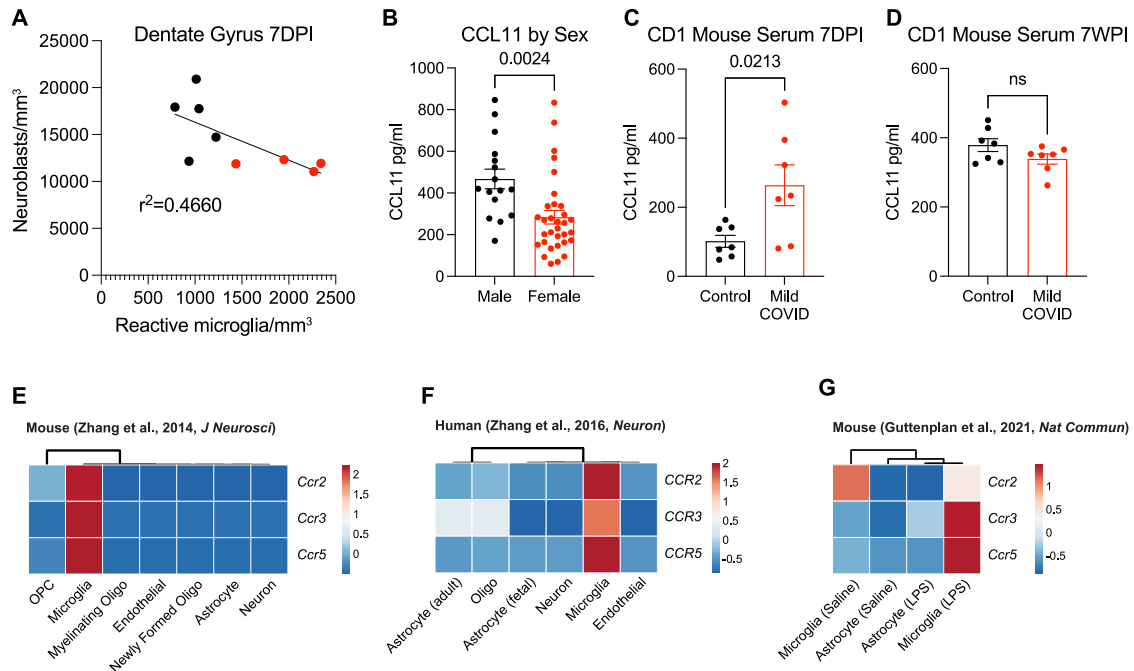 A
Dentate Gyrus 7DPI
Neuroblasts/mm³
25000
20000
15000
10000
5000
0
r²=0.4660
0 500 1000 1500 2000 2500
Reactive microglia/mm³
B
CCL11 by Sex
0.0024
CCL11 pg/ml
1000
800
600
400
200
0
Male Female
C
CD1 Mouse Serum 7DPI
0.0213
CCL11 pg/ml
600
400
200
0
Control Mild
COVID
D
CD1 Mouse Serum 7WPI
ns
CCL11 pg/ml
600
400
200
0
Control Mild
COVID
E
Mouse (Zhang et al., 2014, J Neurosci)
Ccr2
Ccr3
Ccr5
2
1.5
1
0.5
0
OPC
Microglia
Myelinating Oligo
Endothelial
Newly Formed Oligo
Astrocyte
Neuron
F
Human (Zhang et al., 2016, Neuron)
CCR2
CCR3
CCR5
2
1.5
1
0.5
0
-0.5
Astrocyte (adult)
Oligo
Astrocyte (fetal)
Neuron
Microglia
Endothelial
G
Mouse (Guttenplan et al., 2021, Nat Commun)
Ccr2
Ccr3
Ccr5
1
0.5
0
-0.5
Microglia (Saline)
Astrocyte (Saline)
Astrocyte (LPS)
Microglia (LPS)